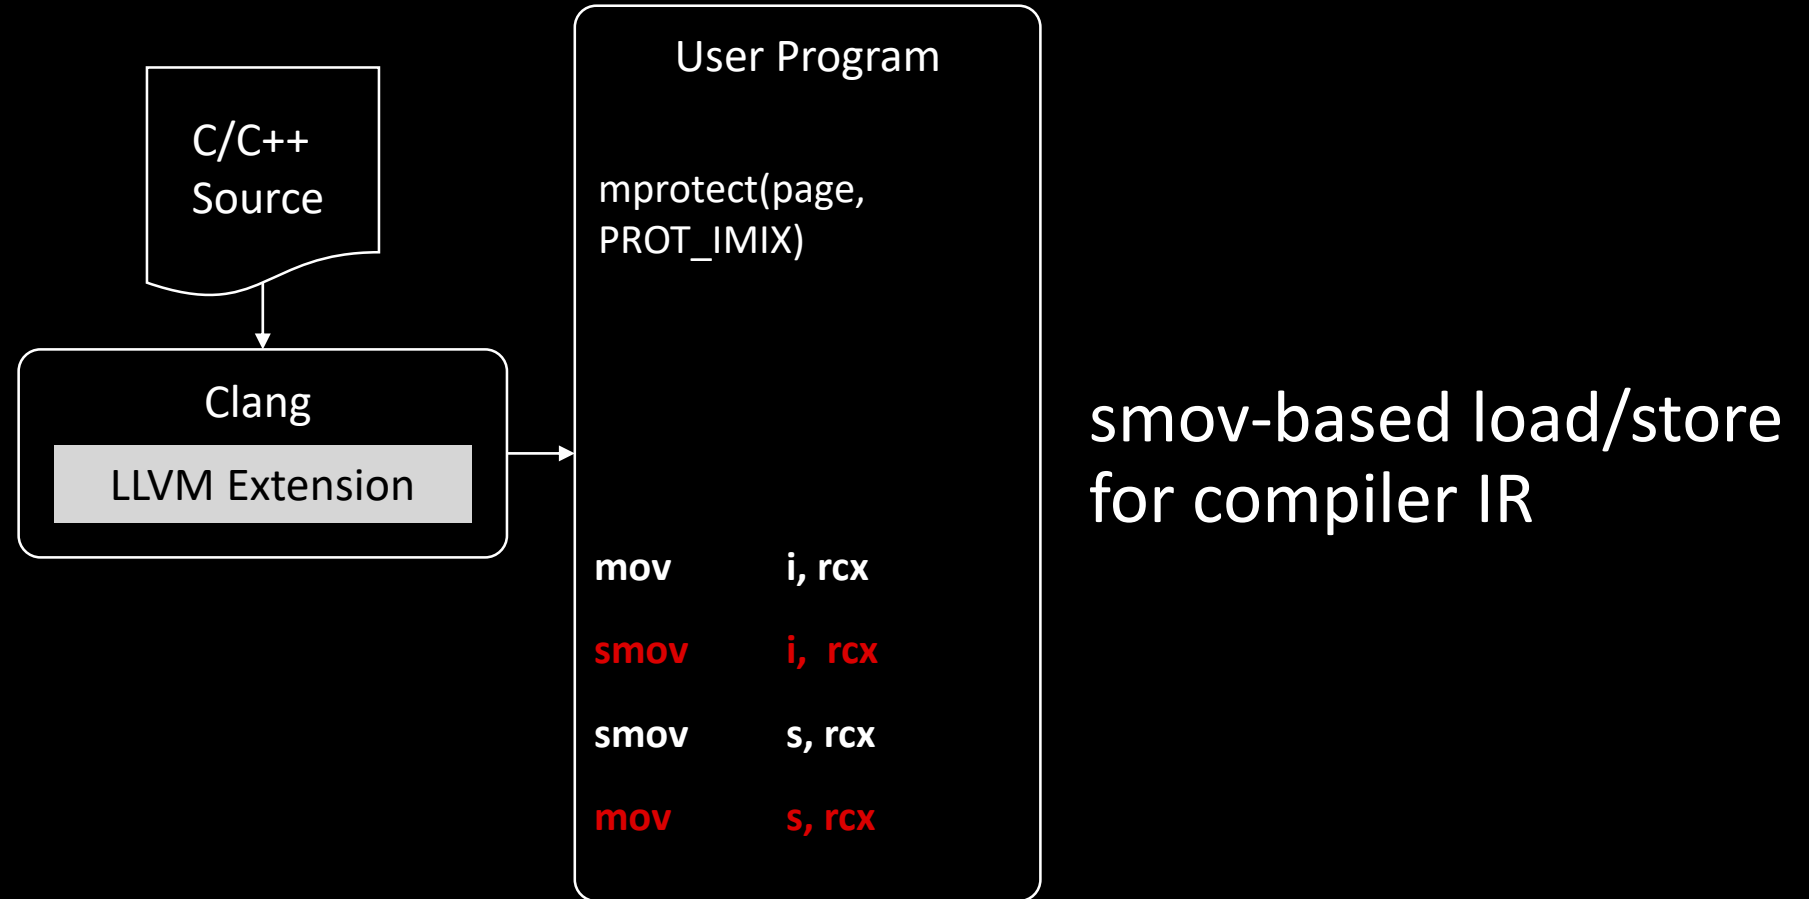 C/C++
Source
Clang
LLVM Extension
User Program
mprotect(page,
PROT_IMIX)
mov i, rcx
smov i, rcx
smov s, rcx
mov s, rcx
smov-based load/store
for compiler IR